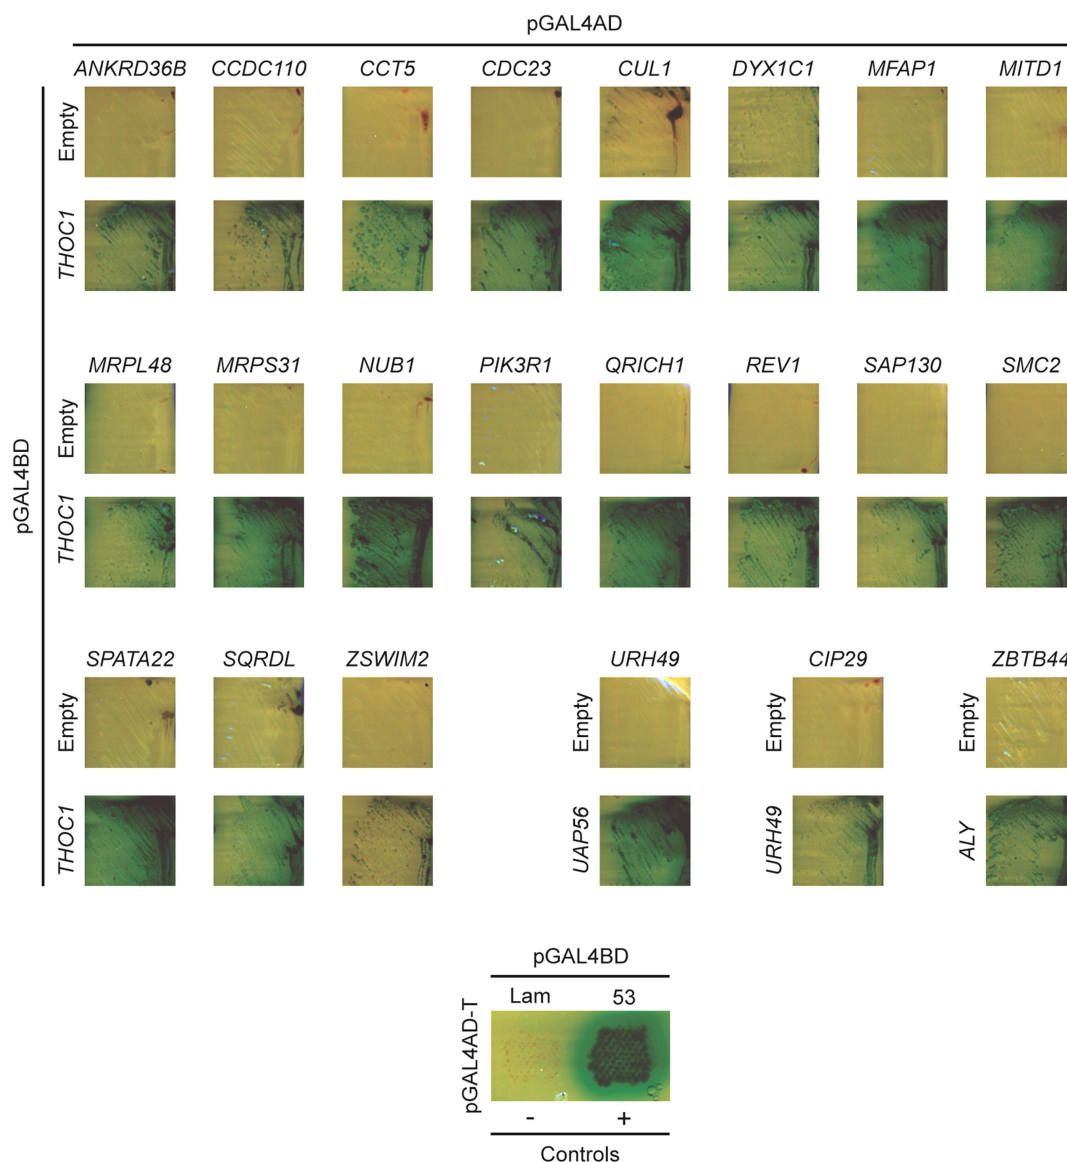 pGAL4AD
ANKRD36B CCDC110 CCT5 CDC23 CUL1 DYX1C1 MFAP1 MITD1
Empty
THOC1
pGAL4BD
MRPL48 MRPS31 NUB1 PIK3R1 QRICH1 REV1 SAP130 SMC2
Empty
THOC1
SPATA22 SQRDL ZSWIM2 URH49 CIP29 ZBTB44
Empty Empty Empty Empty
THOC1 UAP56 URH49 ALY
pGAL4BD
Lam 53
pGAL4AD-T
- +
Controls